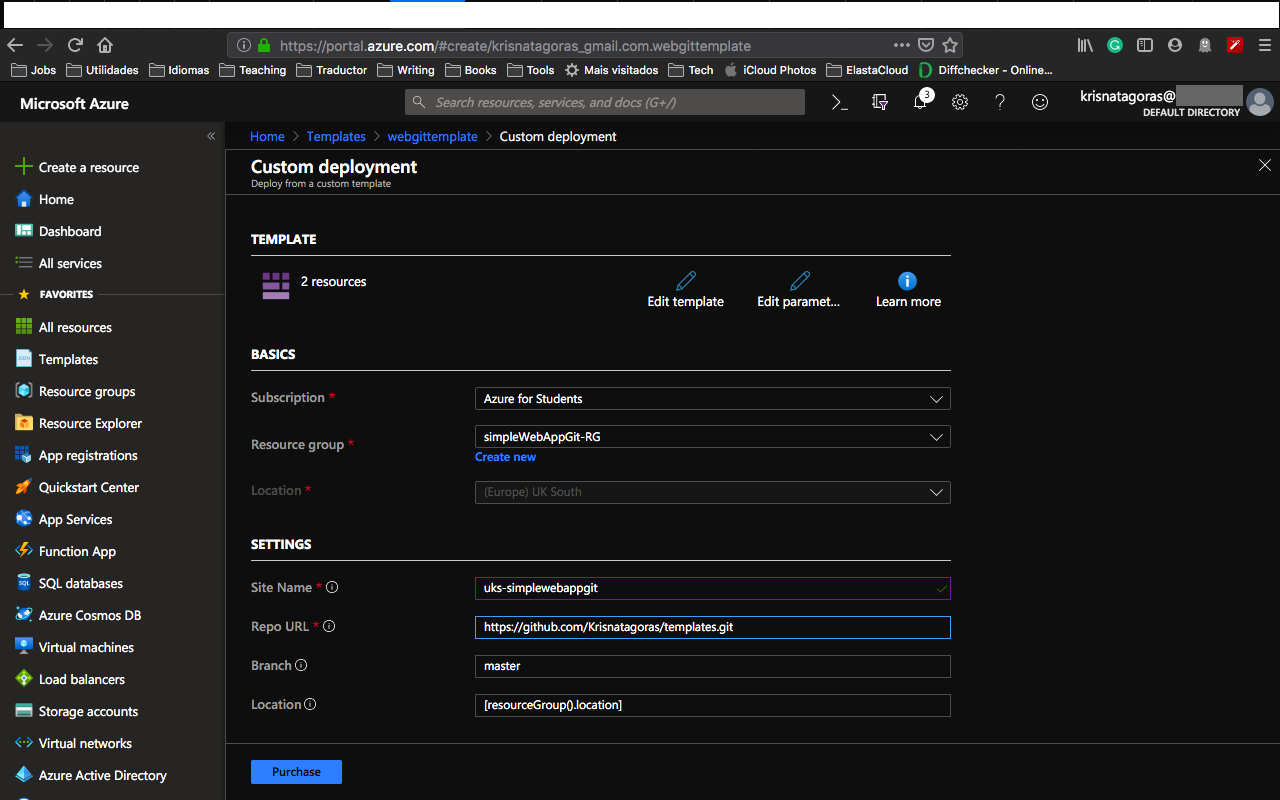 https://portal.azure.com/#create/krisnatagoras_gmail.com.webgittemplate
Jobs Utilidades Idiomas Teaching Traductor Writing Books Tools Mais visitados Tech iCloud Photos ElastaCloud Diffchecker - Online...
Microsoft Azure
Search resources, services, and docs (G+/)
3
krisnatagoras@
DEFAULT DIRECTORY
Create a resource
Home
Dashboard
All services
FAVORITES
All resources
Templates
Resource groups
Resource Explorer
App registrations
Quickstart Center
App Services
Function App
SQL databases
Azure Cosmos DB
Virtual machines
Load balancers
Storage accounts
Virtual networks
Azure Active Directory
Home > Templates > webgittemplate > Custom deployment
Custom deployment
Deploy from a custom template
TEMPLATE
2 resources
Edit template
Edit paramet...
Learn more
BASICS
Subscription *
Azure for Students
Resource group *
simpleWebAppGit-RG
Create new
Location *
(Europe) UK South
SETTINGS
Site Name *
uks-simplewebappgit
Repo URL *
https://github.com/Krisnatagoras/templates.git
Branch
master
Location
[resourceGroup().location]
Purchase